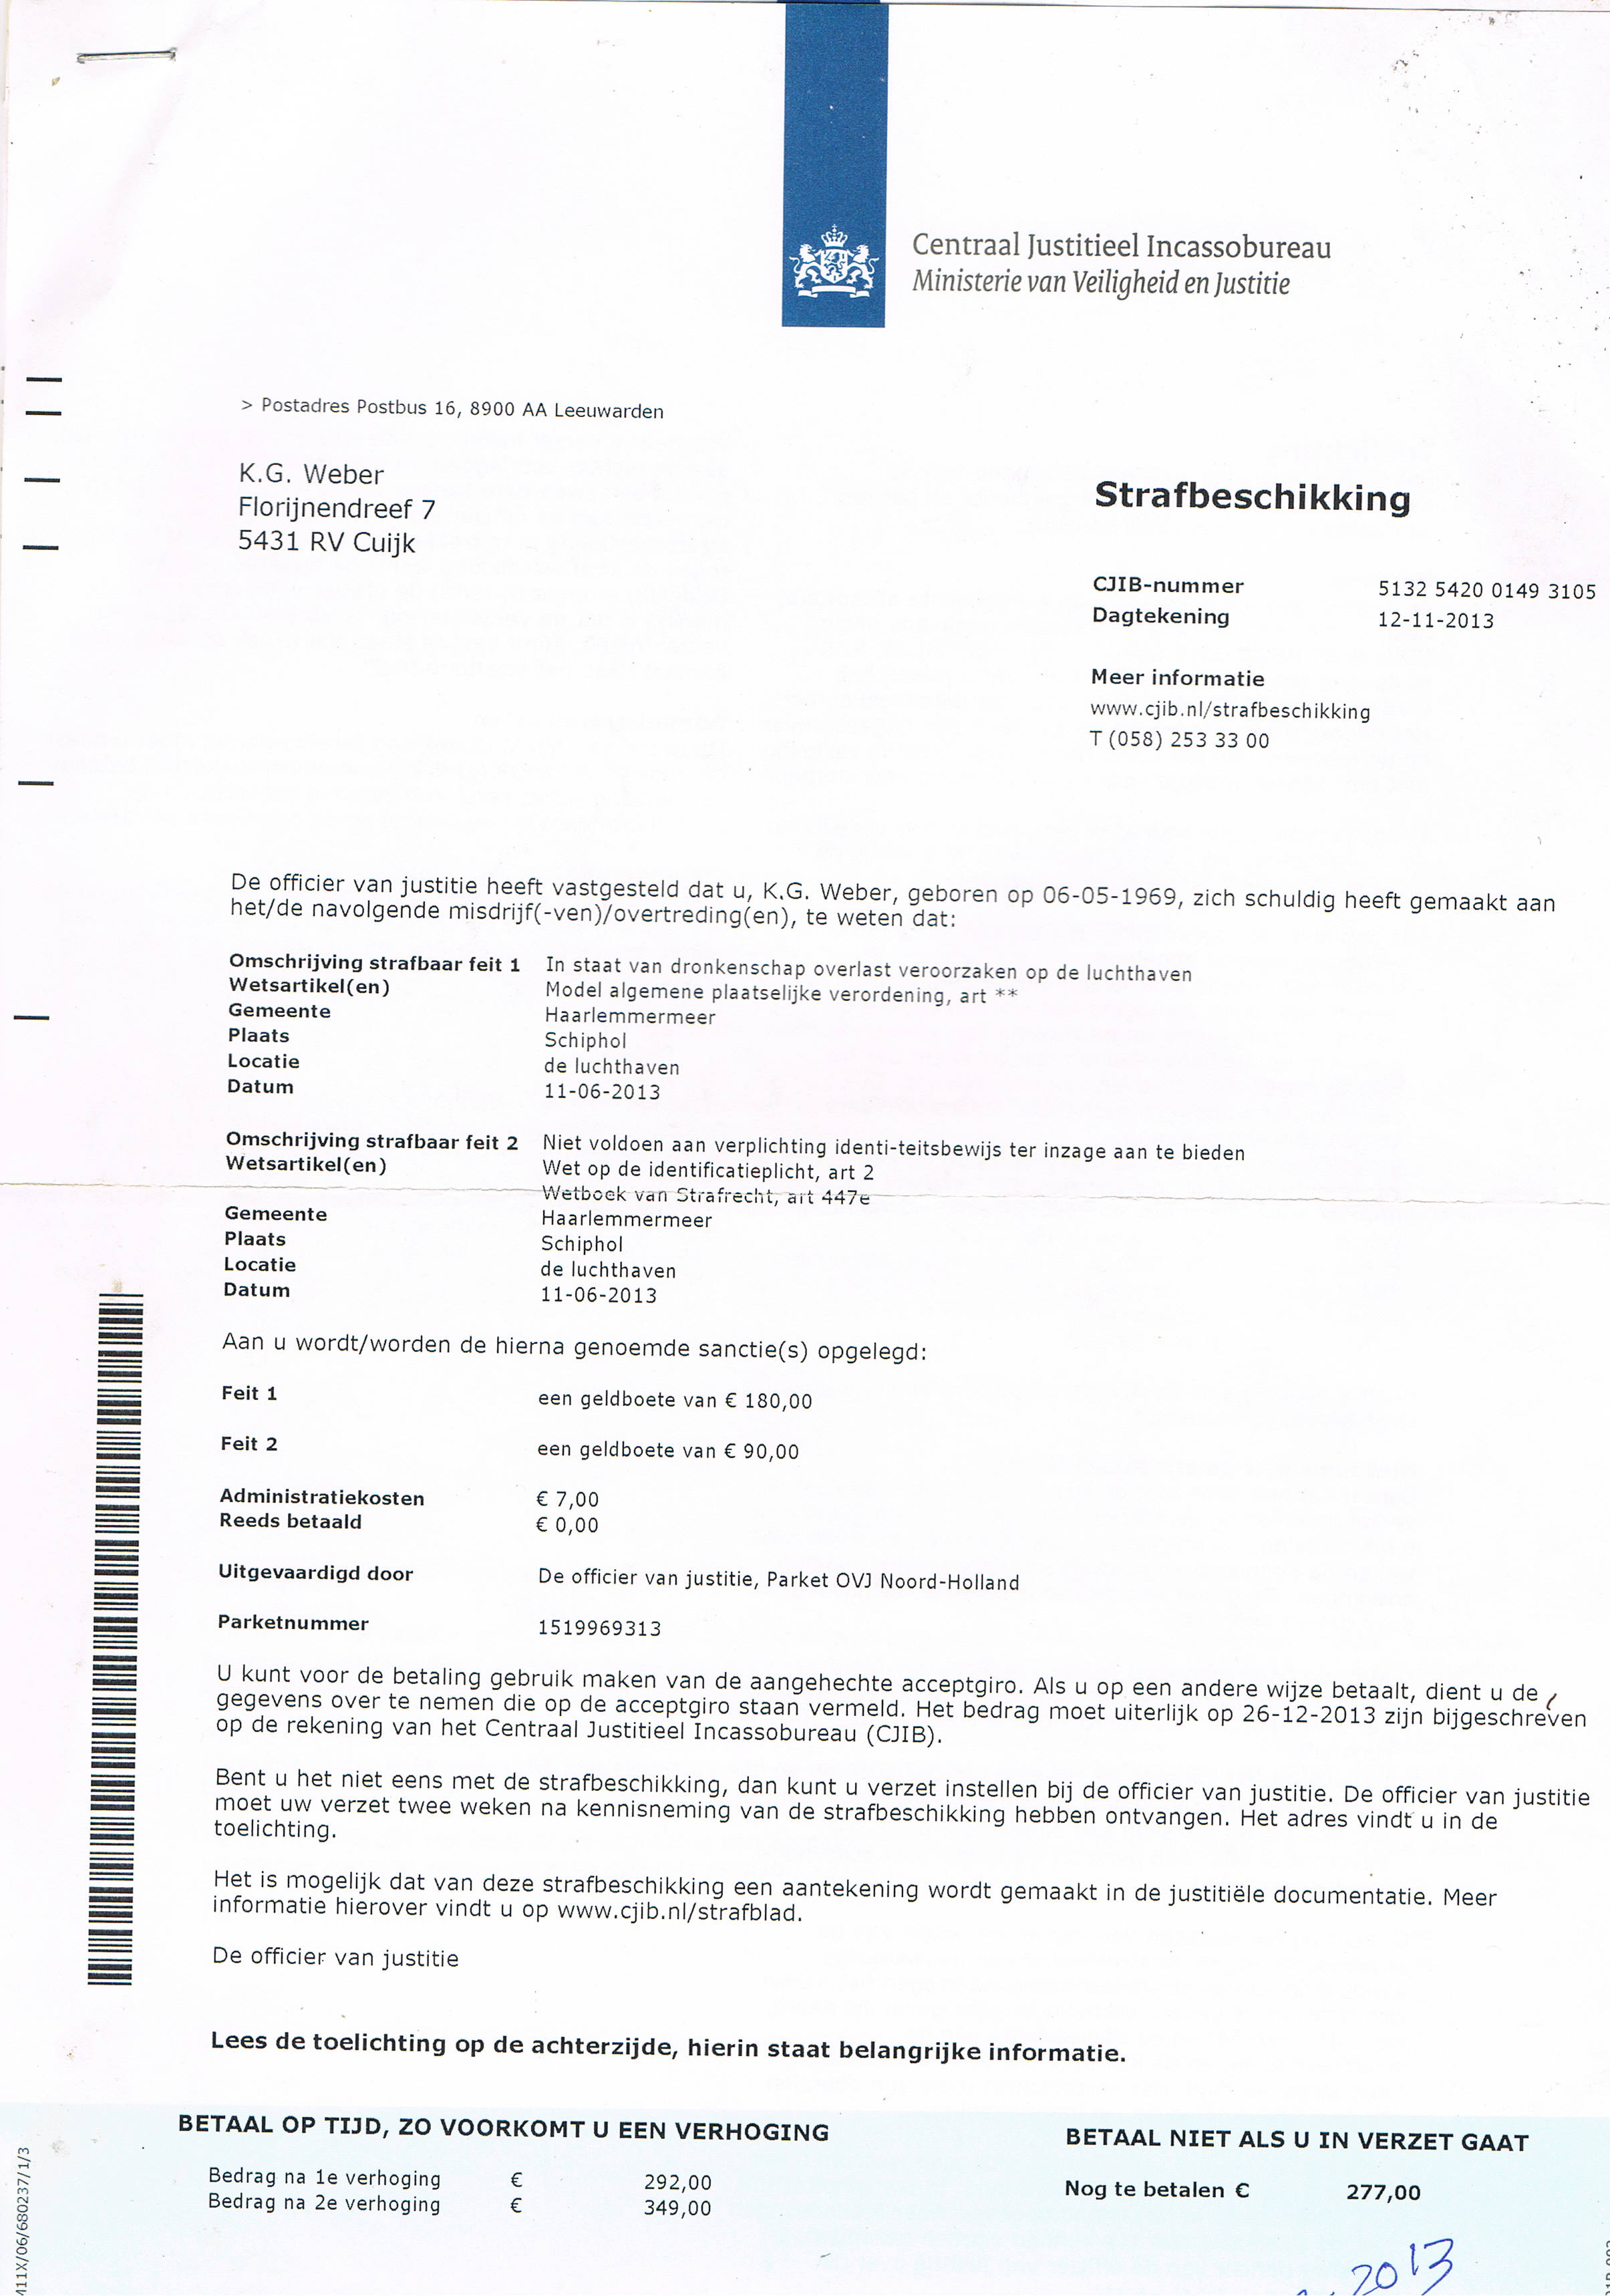 Centraal Justitieel Incassobureau
Ministerie van Veiligheid en Justitie
> Postadres Postbus 16, 8900 AA Leeuwarden
K.G. Weber
Florijnendreef 7
5431 RV Cuijk
Strafbeschikking
CJIB-nummer 5132 5420 0149 3105
Dagtekening 12-11-2013
Meer informatie
www.cjib.nl/strafbeschikking
T (058) 253 33 00
De officier van justitie heeft vastgesteld dat u, K.G. Weber, geboren op 06-05-1969, zich schuldig heeft gemaakt aan
het/de navolgende misdrijf(-ven)/overtreding(en), te weten dat:
Omschrijving strafbaar feit 1 In staat van dronkenschap overlast veroorzaken op de luchthaven
Wetsartikel(en) Model algemene plaatselijke verordening, art **
Gemeente Haarlemmermeer
Plaats Schiphol
Locatie de luchthaven
Datum 11-06-2013
Omschrijving strafbaar feit 2 Niet voldoen aan verplichting identi-teitsbewijs ter inzage aan te bieden
Wetsartikel(en) Wet op de identificatieplicht, art 2
Wetboek van Strafrecht, art 447e
Gemeente Haarlemmermeer
Plaats Schiphol
Locatie de luchthaven
Datum 11-06-2013
Aan u wordt/worden de hierna genoemde sanctie(s) opgelegd:
Feit 1 een geldboete van € 180,00
Feit 2 een geldboete van € 90,00
Administratiekosten € 7,00
Reeds betaald € 0,00
Uitgevaardigd door De officier van justitie, Parket OVJ Noord-Holland
Parketnummer 1519969313
U kunt voor de betaling gebruik maken van de aangehechte acceptgiro. Als u op een andere wijze betaalt, dient u de
gegevens over te nemen die op de acceptgiro staan vermeld. Het bedrag moet uiterlijk op 26-12-2013 zijn bijgeschreven
op de rekening van het Centraal Justitieel Incassobureau (CJIB).
Bent u het niet eens met de strafbeschikking, dan kunt u verzet instellen bij de officier van justitie. De officier van justitie
moet uw verzet twee weken na kennisneming van de strafbeschikking hebben ontvangen. Het adres vindt u in de
toelichting.
Het is mogelijk dat van deze strafbeschikking een aantekening wordt gemaakt in de justitiële documentatie. Meer
informatie hierover vindt u op www.cjib.nl/strafblad.
De officier van justitie
Lees de toelichting op de achterzijde, hierin staat belangrijke informatie.
BETAAL OP TIJD, ZO VOORKOMT U EEN VERHOGING
Bedrag na 1e verhoging € 292,00
Bedrag na 2e verhoging € 349,00
BETAAL NIET ALS U IN VERZET GAAT
Nog te betalen € 277,00
2013
11X/06/680237/1/3